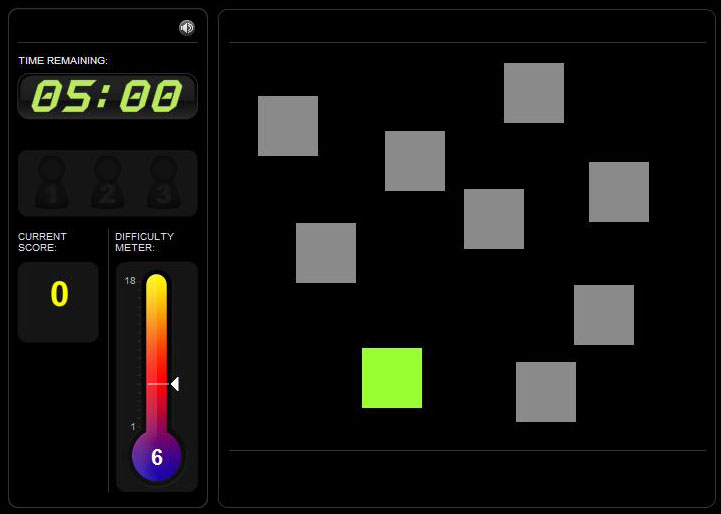 TIME REMAINING:
05:00
1 2 3
CURRENT
SCORE:
0
DIFFICULTY
METER:
18
1
6